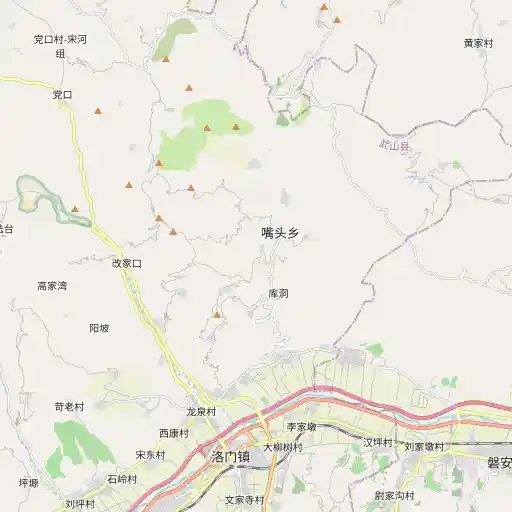 党口村-宋河
组
黄家村
党口
武山县
嘴头乡
法台
改家口
高家湾
库洞
阳坡
苛老村
龙泉村
西康村
李家墩
宋东村
洛门镇
大柳树村
汉坪村
刘家墩村
磐安
坪塬
石岭村
刘坪村
文家寺村
尉家沟村